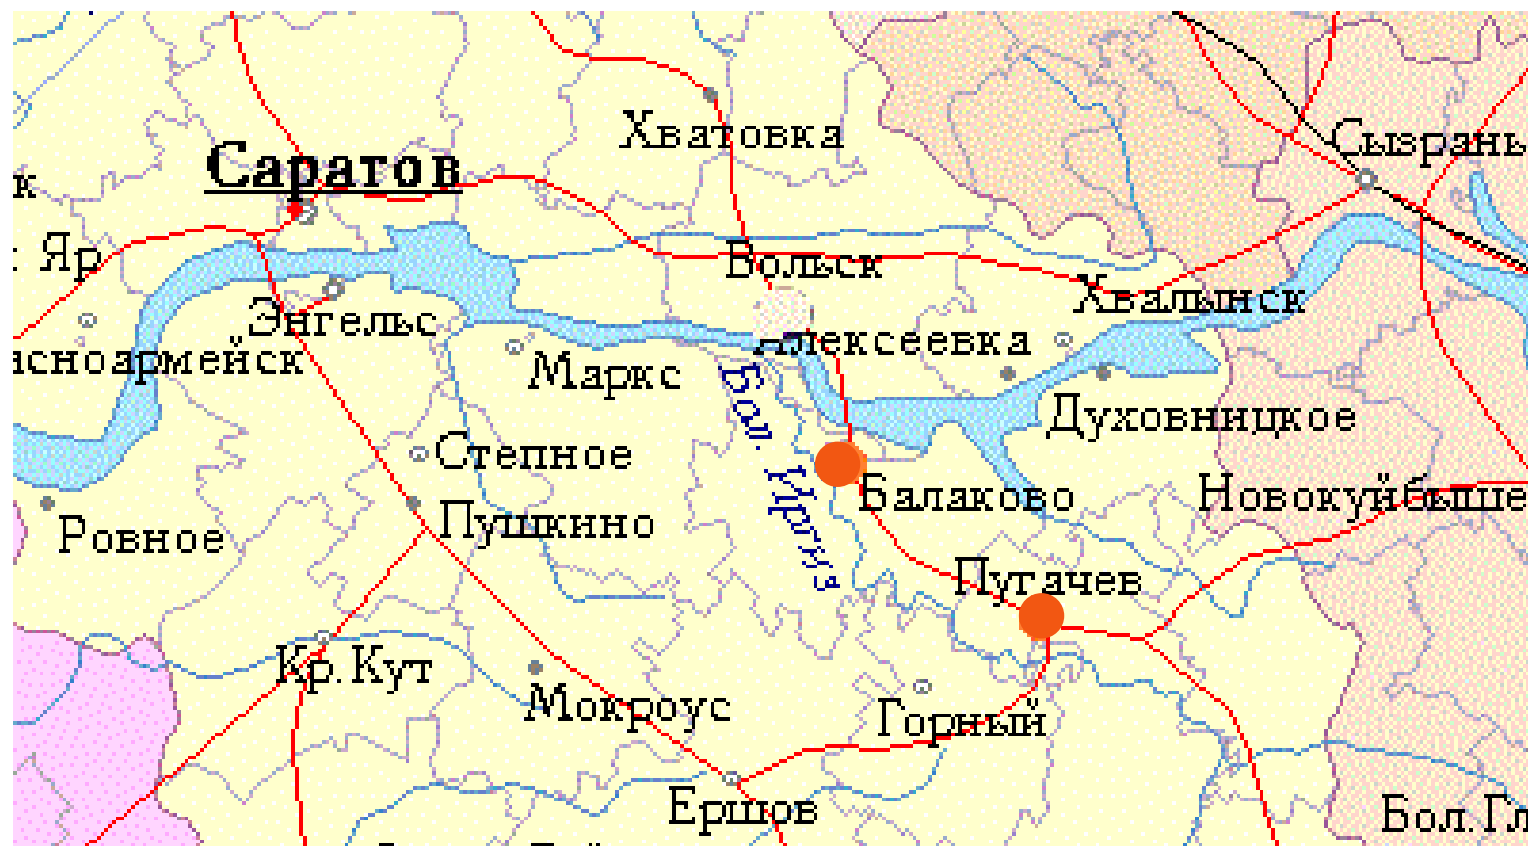 Хватовка
Сызрань
Саратов
к
Яр
Вольск
Хвалынск
Энгельс
Алексеевка
асноармейск
Маркс
Бол. Иргиз
Духовницкое
Степное
Балаково
Новокуйбыше
Пушкино
Ровное
Пугачев
Кр.Кут
Мокроус
Горный
Ершов
Бол.Гл